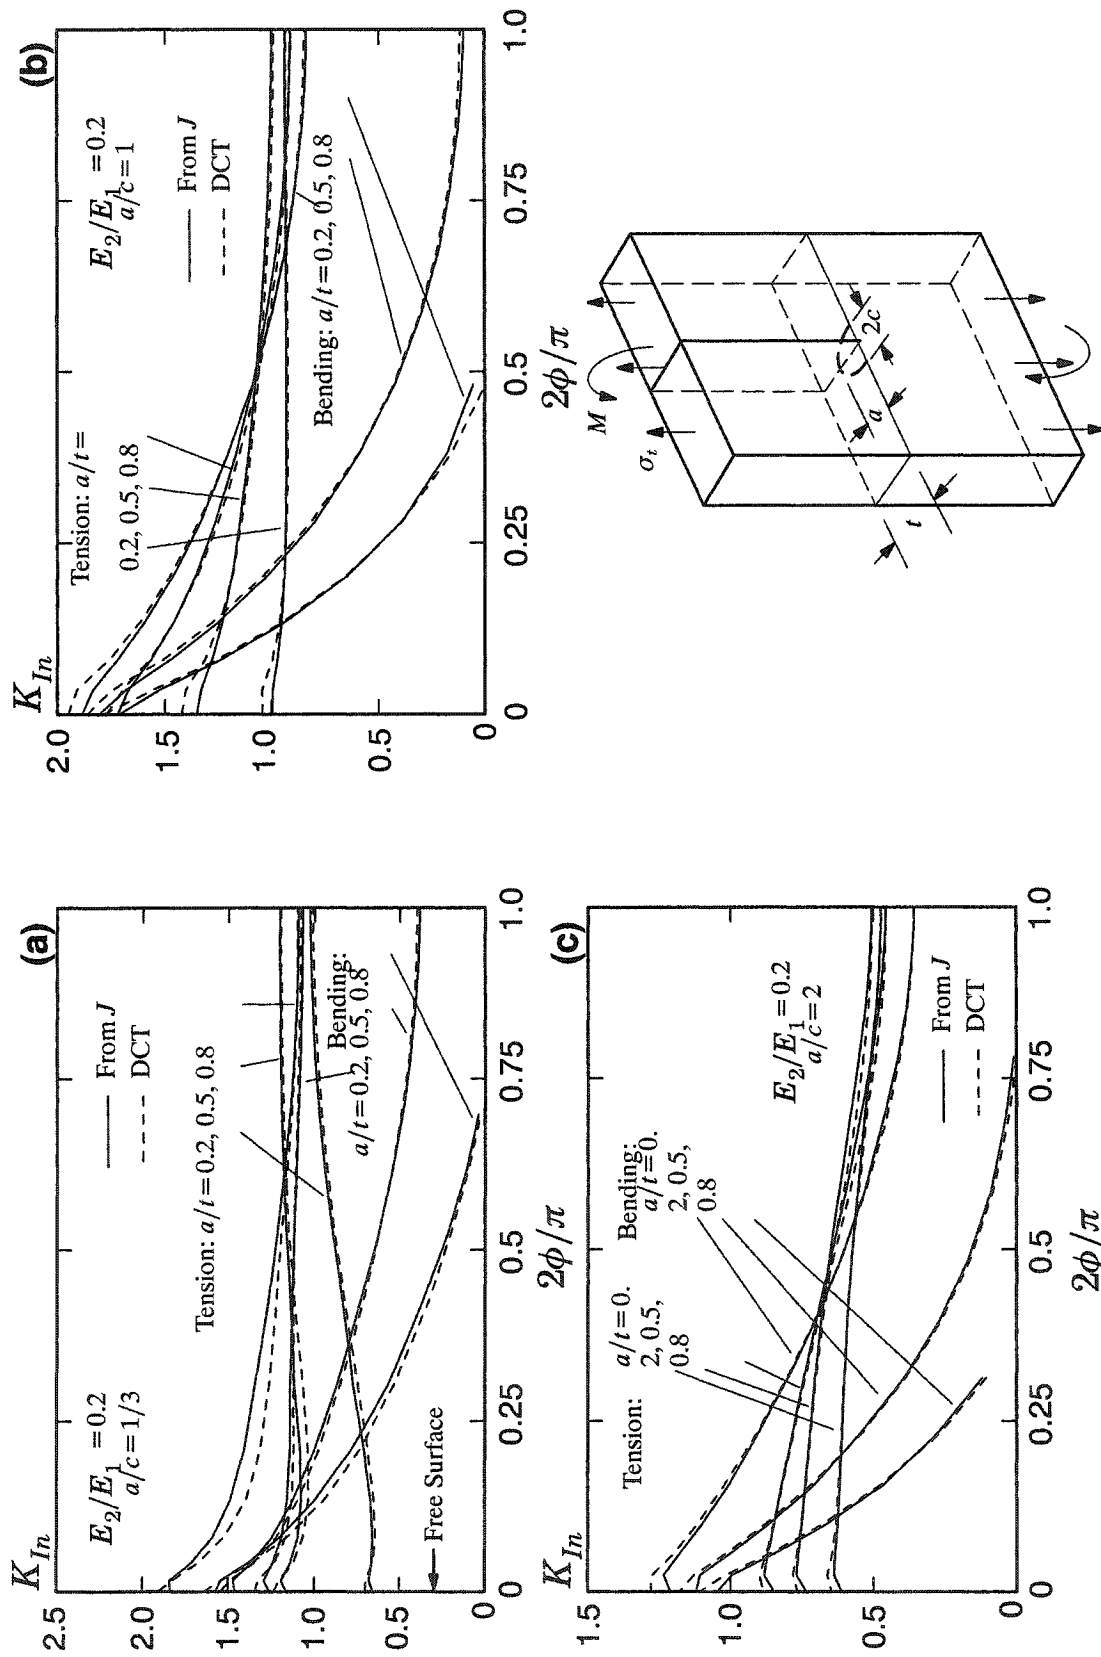 (a)
K_{In}
2.5
2.0
1.5
1.0
0.5
0
E_2/E_1=0.2
a/c=1/3
From J
DCT
Tension: a/t=0.2, 0.5, 0.8
Bending:
a/t=0.2, 0.5, 0.8
Free Surface
0
0.25
0.5
0.75
1.0
2ϕ/π
(b)
K_{In}
2.0
1.5
1.0
0.5
0
E_2/E_1=0.2
a/c=1
From J
DCT
Tension: a/t=
0.2, 0.5, 0.8
Bending: a/t=0.2, 0.5, 0.8
0
0.25
0.5
0.75
1.0
2ϕ/π
(c)
K_{In}
1.5
1.0
0.5
0
Tension:
a/t=0.
2, 0.5,
0.8
Bending:
a/t=0.
2, 0.5,
0.8
E_2/E_1=0.2
a/c=2
From J
DCT
0
0.25
0.5
0.75
1.0
2ϕ/π
M
σ_t
a
2c
t